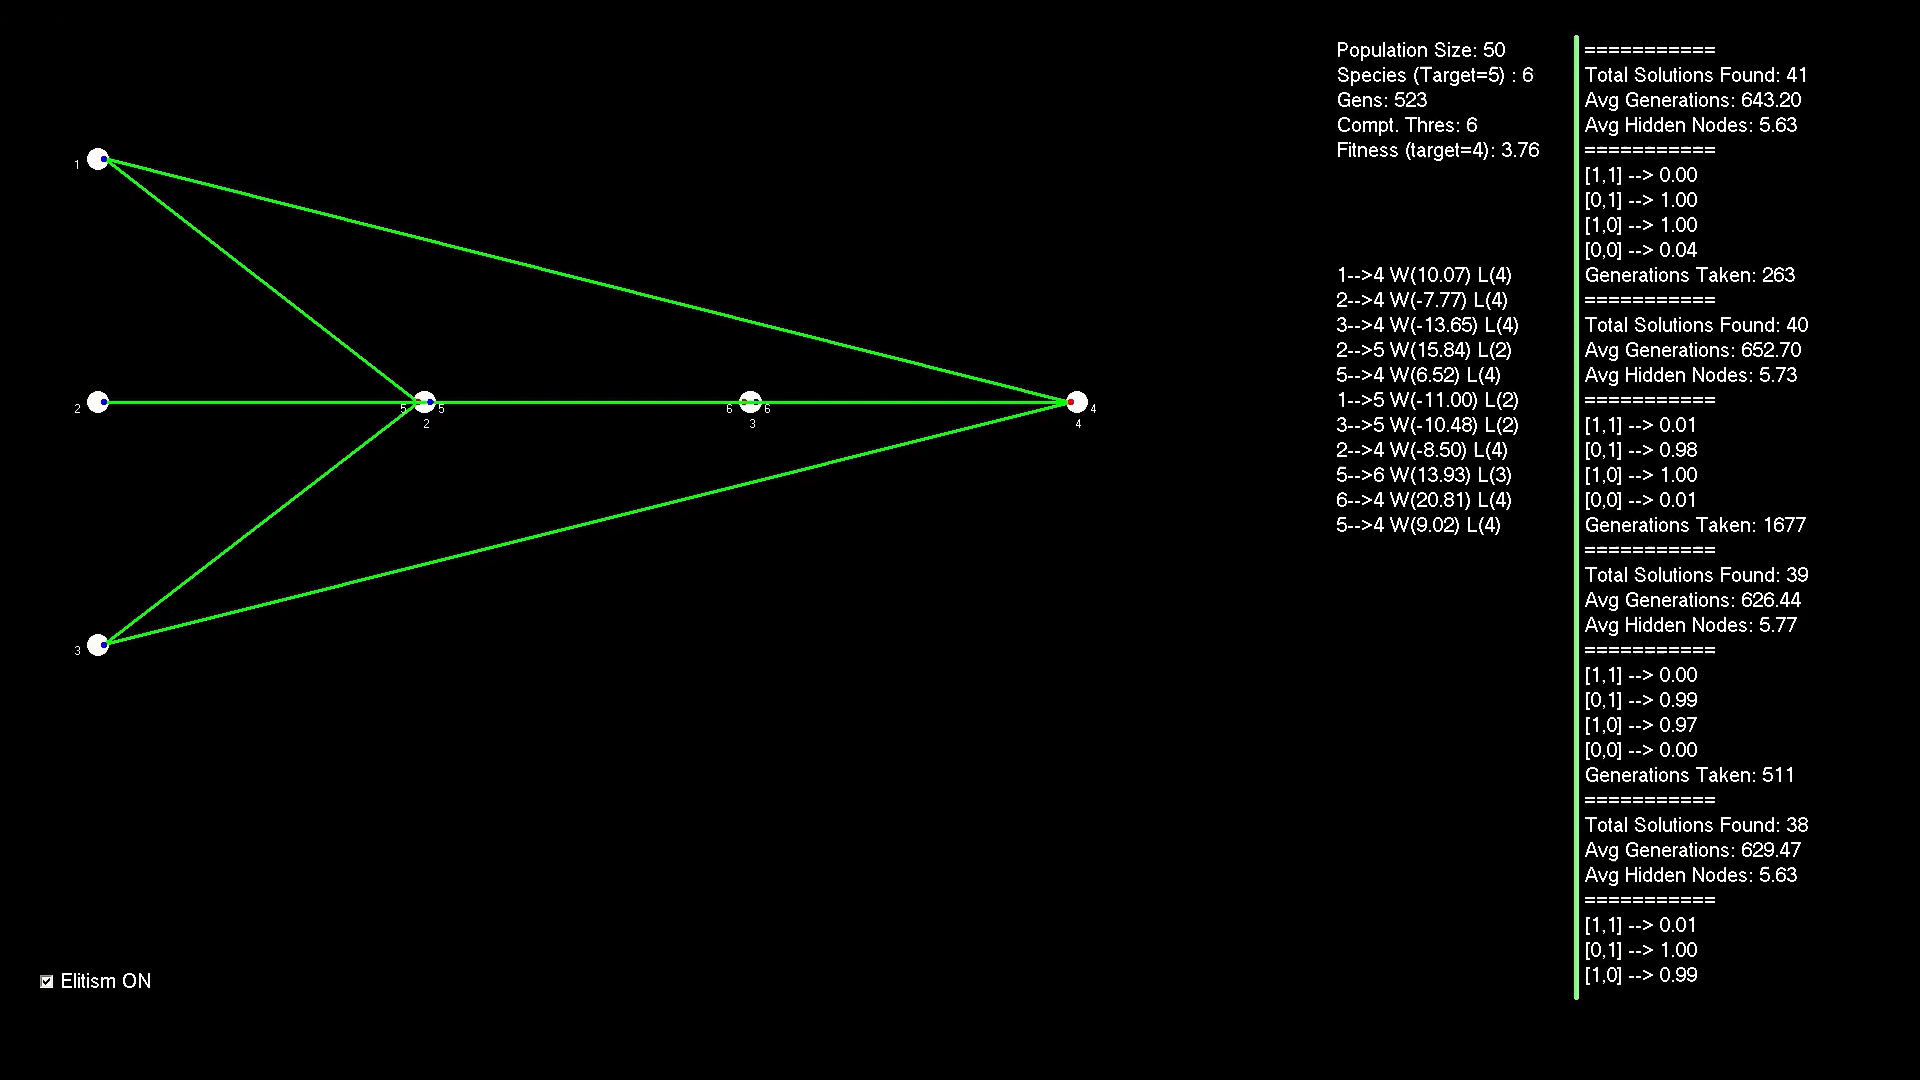 1
2
3
5
5
2
6
6
3
4
4
Elitism ON
Population Size: 50
Species (Target=5) : 6
Gens: 523
Compt. Thres: 6
Fitness (target=4): 3.76
1-->4 W(10.07) L(4)
2-->4 W(-7.77) L(4)
3-->4 W(-13.65) L(4)
2-->5 W(15.84) L(2)
5-->4 W(6.52) L(4)
1-->5 W(-11.00) L(2)
3-->5 W(-10.48) L(2)
2-->4 W(-8.50) L(4)
5-->6 W(13.93) L(3)
6-->4 W(20.81) L(4)
5-->4 W(9.02) L(4)
===========
Total Solutions Found: 41
Avg Generations: 643.20
Avg Hidden Nodes: 5.63
===========
[1,1] --> 0.00
[0,1] --> 1.00
[1,0] --> 1.00
[0,0] --> 0.04
Generations Taken: 263
===========
Total Solutions Found: 40
Avg Generations: 652.70
Avg Hidden Nodes: 5.73
===========
[1,1] --> 0.01
[0,1] --> 0.98
[1,0] --> 1.00
[0,0] --> 0.01
Generations Taken: 1677
===========
Total Solutions Found: 39
Avg Generations: 626.44
Avg Hidden Nodes: 5.77
===========
[1,1] --> 0.00
[0,1] --> 0.99
[1,0] --> 0.97
[0,0] --> 0.00
Generations Taken: 511
===========
Total Solutions Found: 38
Avg Generations: 629.47
Avg Hidden Nodes: 5.63
===========
[1,1] --> 0.01
[0,1] --> 1.00
[1,0] --> 0.99